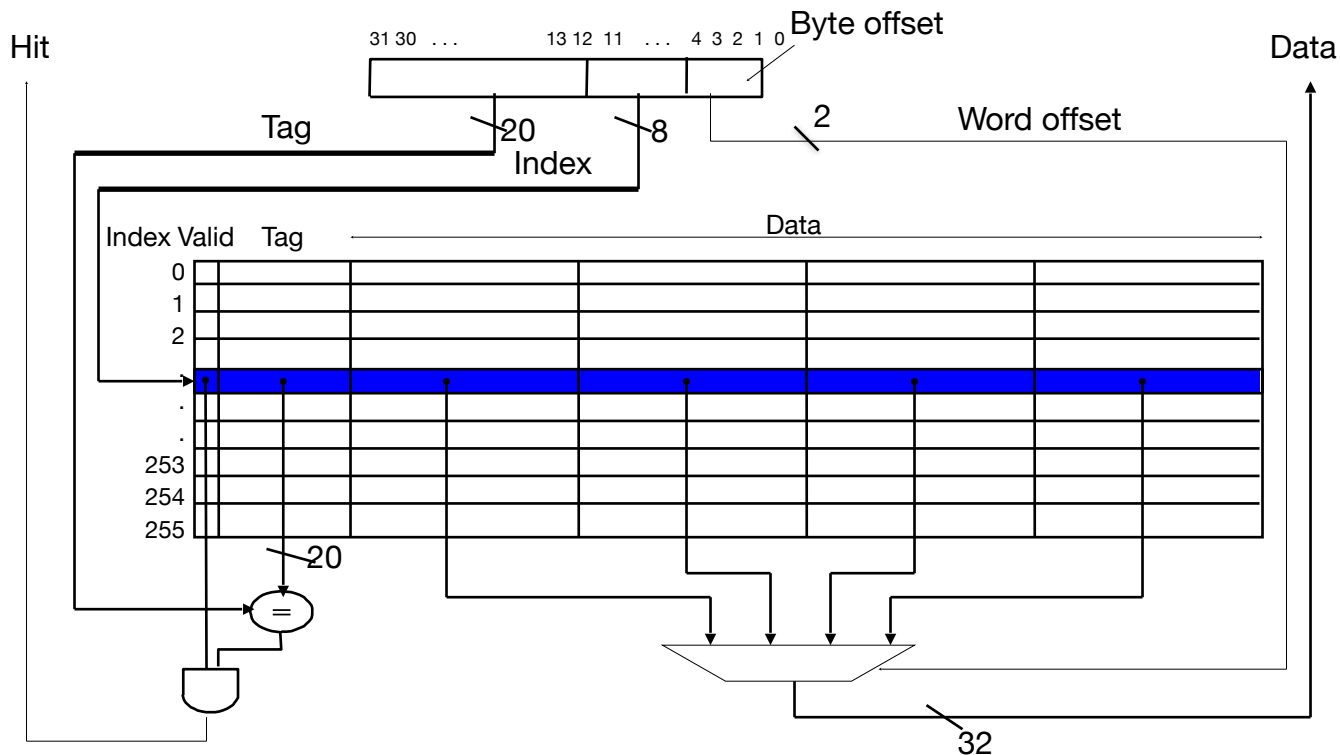 Hit
31 30 . . . 13 12 11 . . . 4 3 2 1 0
Byte offset
Data
Tag
20
8
2
Word offset
Index
Index Valid Tag
Data
0
1
2
.
.
.
253
254
255
20
=
32